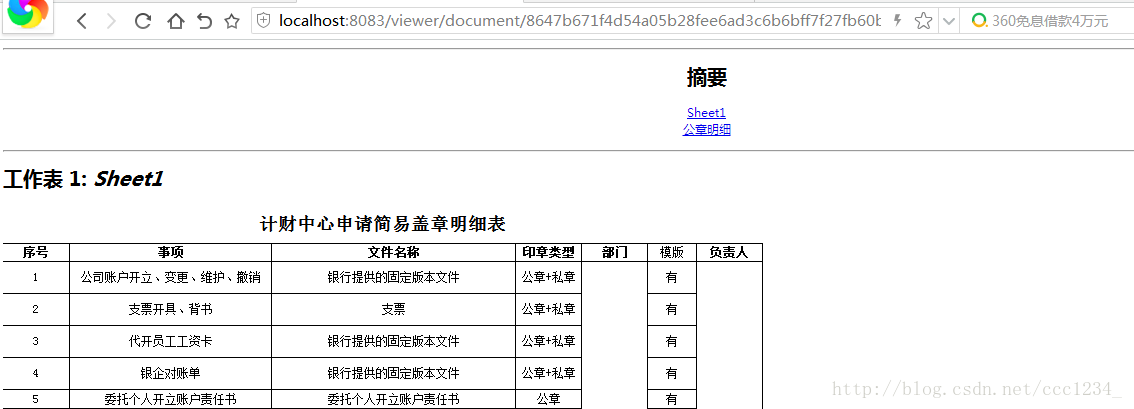 localhost:8083/viewer/document/8647b671f4d54a05b28fee6ad3c6b6bff7f27fb60b
360免息借款4万元
摘要
Sheet1
公章明细
工作表 1: Sheet1
计财中心申请简易盖章明细表
序号 事项 文件名称 印章类型 部门 模版 负责人
1 公司账户开立、变更、维护、撤销 银行提供的固定版本文件 公章+私章 有
2 支票开具、背书 支票 公章+私章 有
3 代开员工工资卡 银行提供的固定版本文件 公章+私章 有
4 银企对账单 银行提供的固定版本文件 公章+私章 有
5 委托个人开立账户责任书 委托个人开立账户责任书 公章 有
http://blog.csdn.net/ccc1234_